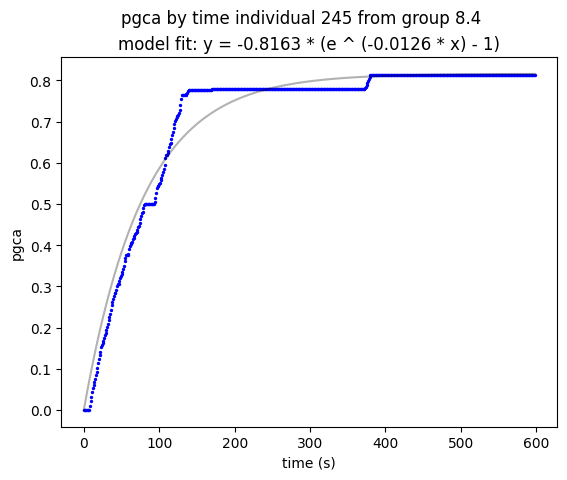 pgca by time individual 245 from group 8.4
model fit: y = -0.8163 * (e ^ (-0.0126 * x) - 1)
0.8
0.7
0.6
0.5
0.4
0.3
0.2
0.1
0.0
pgca
0 100 200 300 400 500 600
time (s)